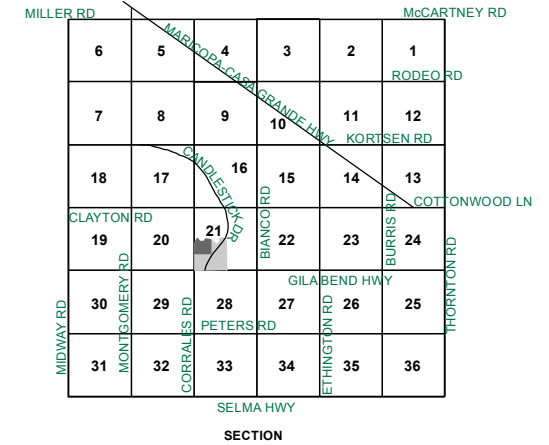 MILLER RD
McCARTNEY RD
6 5 4 3 2 1
MARICOPA-CASA GRANDE HWY
RODEO RD
7 8 9 10 11 12
KORTSEN RD
CANDLESTICK DR
18 17 16 15 14 13
COTTONWOOD LN
CLAYTON RD
BIANCO RD
BURRIS RD
19 20 21 22 23 24
THORNTON RD
GILA BEND HWY
MIDWAY RD
MONTGOMERY RD
CORRALES RD
30 29 28 27 26 25
PETERS RD
ETHINGTON RD
31 32 33 34 35 36
SELMA HWY
SECTION